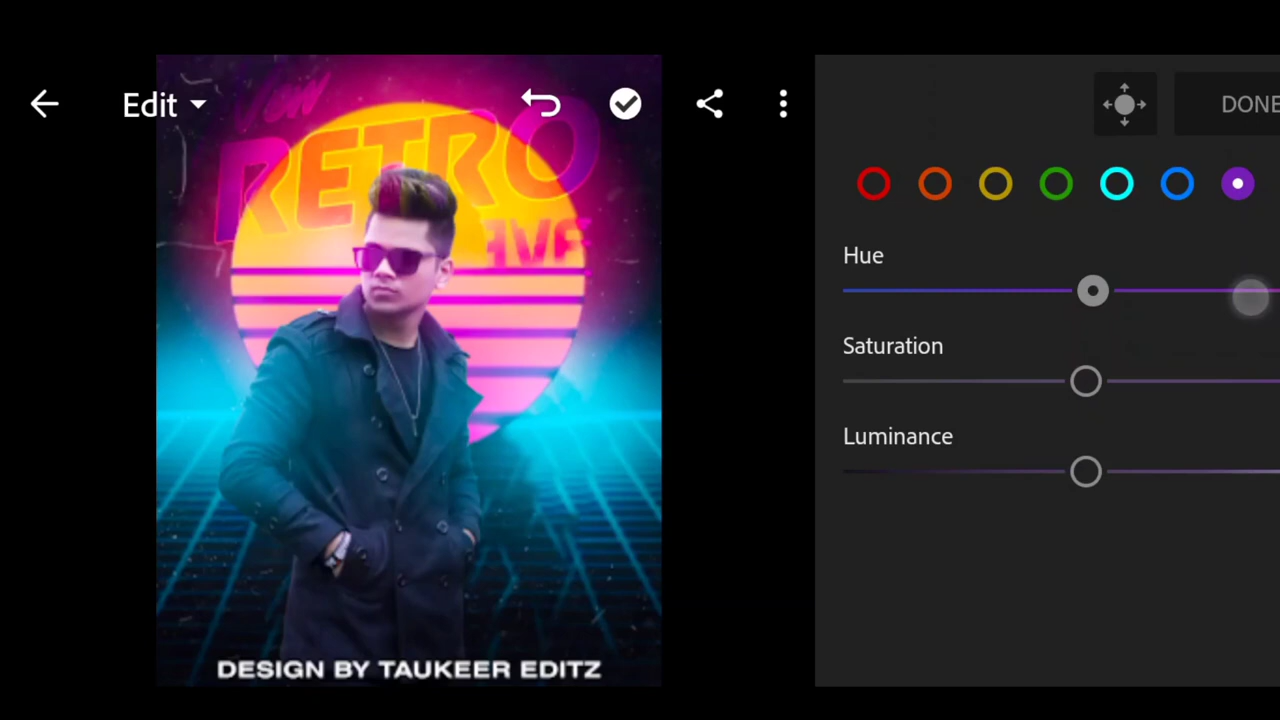 Edit
DONE
RETRO
Hue
Saturation
Luminance
DESIGN BY TAUKEER EDITZ